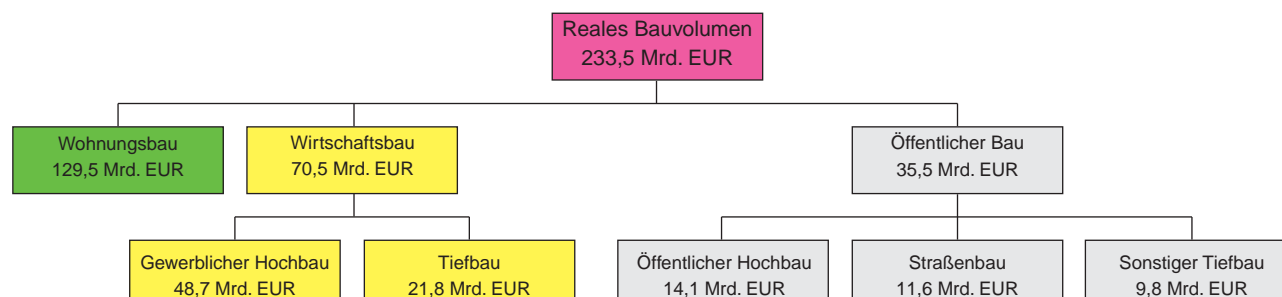 Reales Bauvolumen
233,5 Mrd. EUR
Wohnungsbau
129,5 Mrd. EUR
Wirtschaftsbau
70,5 Mrd. EUR
Öffentlicher Bau
35,5 Mrd. EUR
Gewerblicher Hochbau
48,7 Mrd. EUR
Tiefbau
21,8 Mrd. EUR
Öffentlicher Hochbau
14,1 Mrd. EUR
Straßenbau
11,6 Mrd. EUR
Sonstiger Tiefbau
9,8 Mrd. EUR